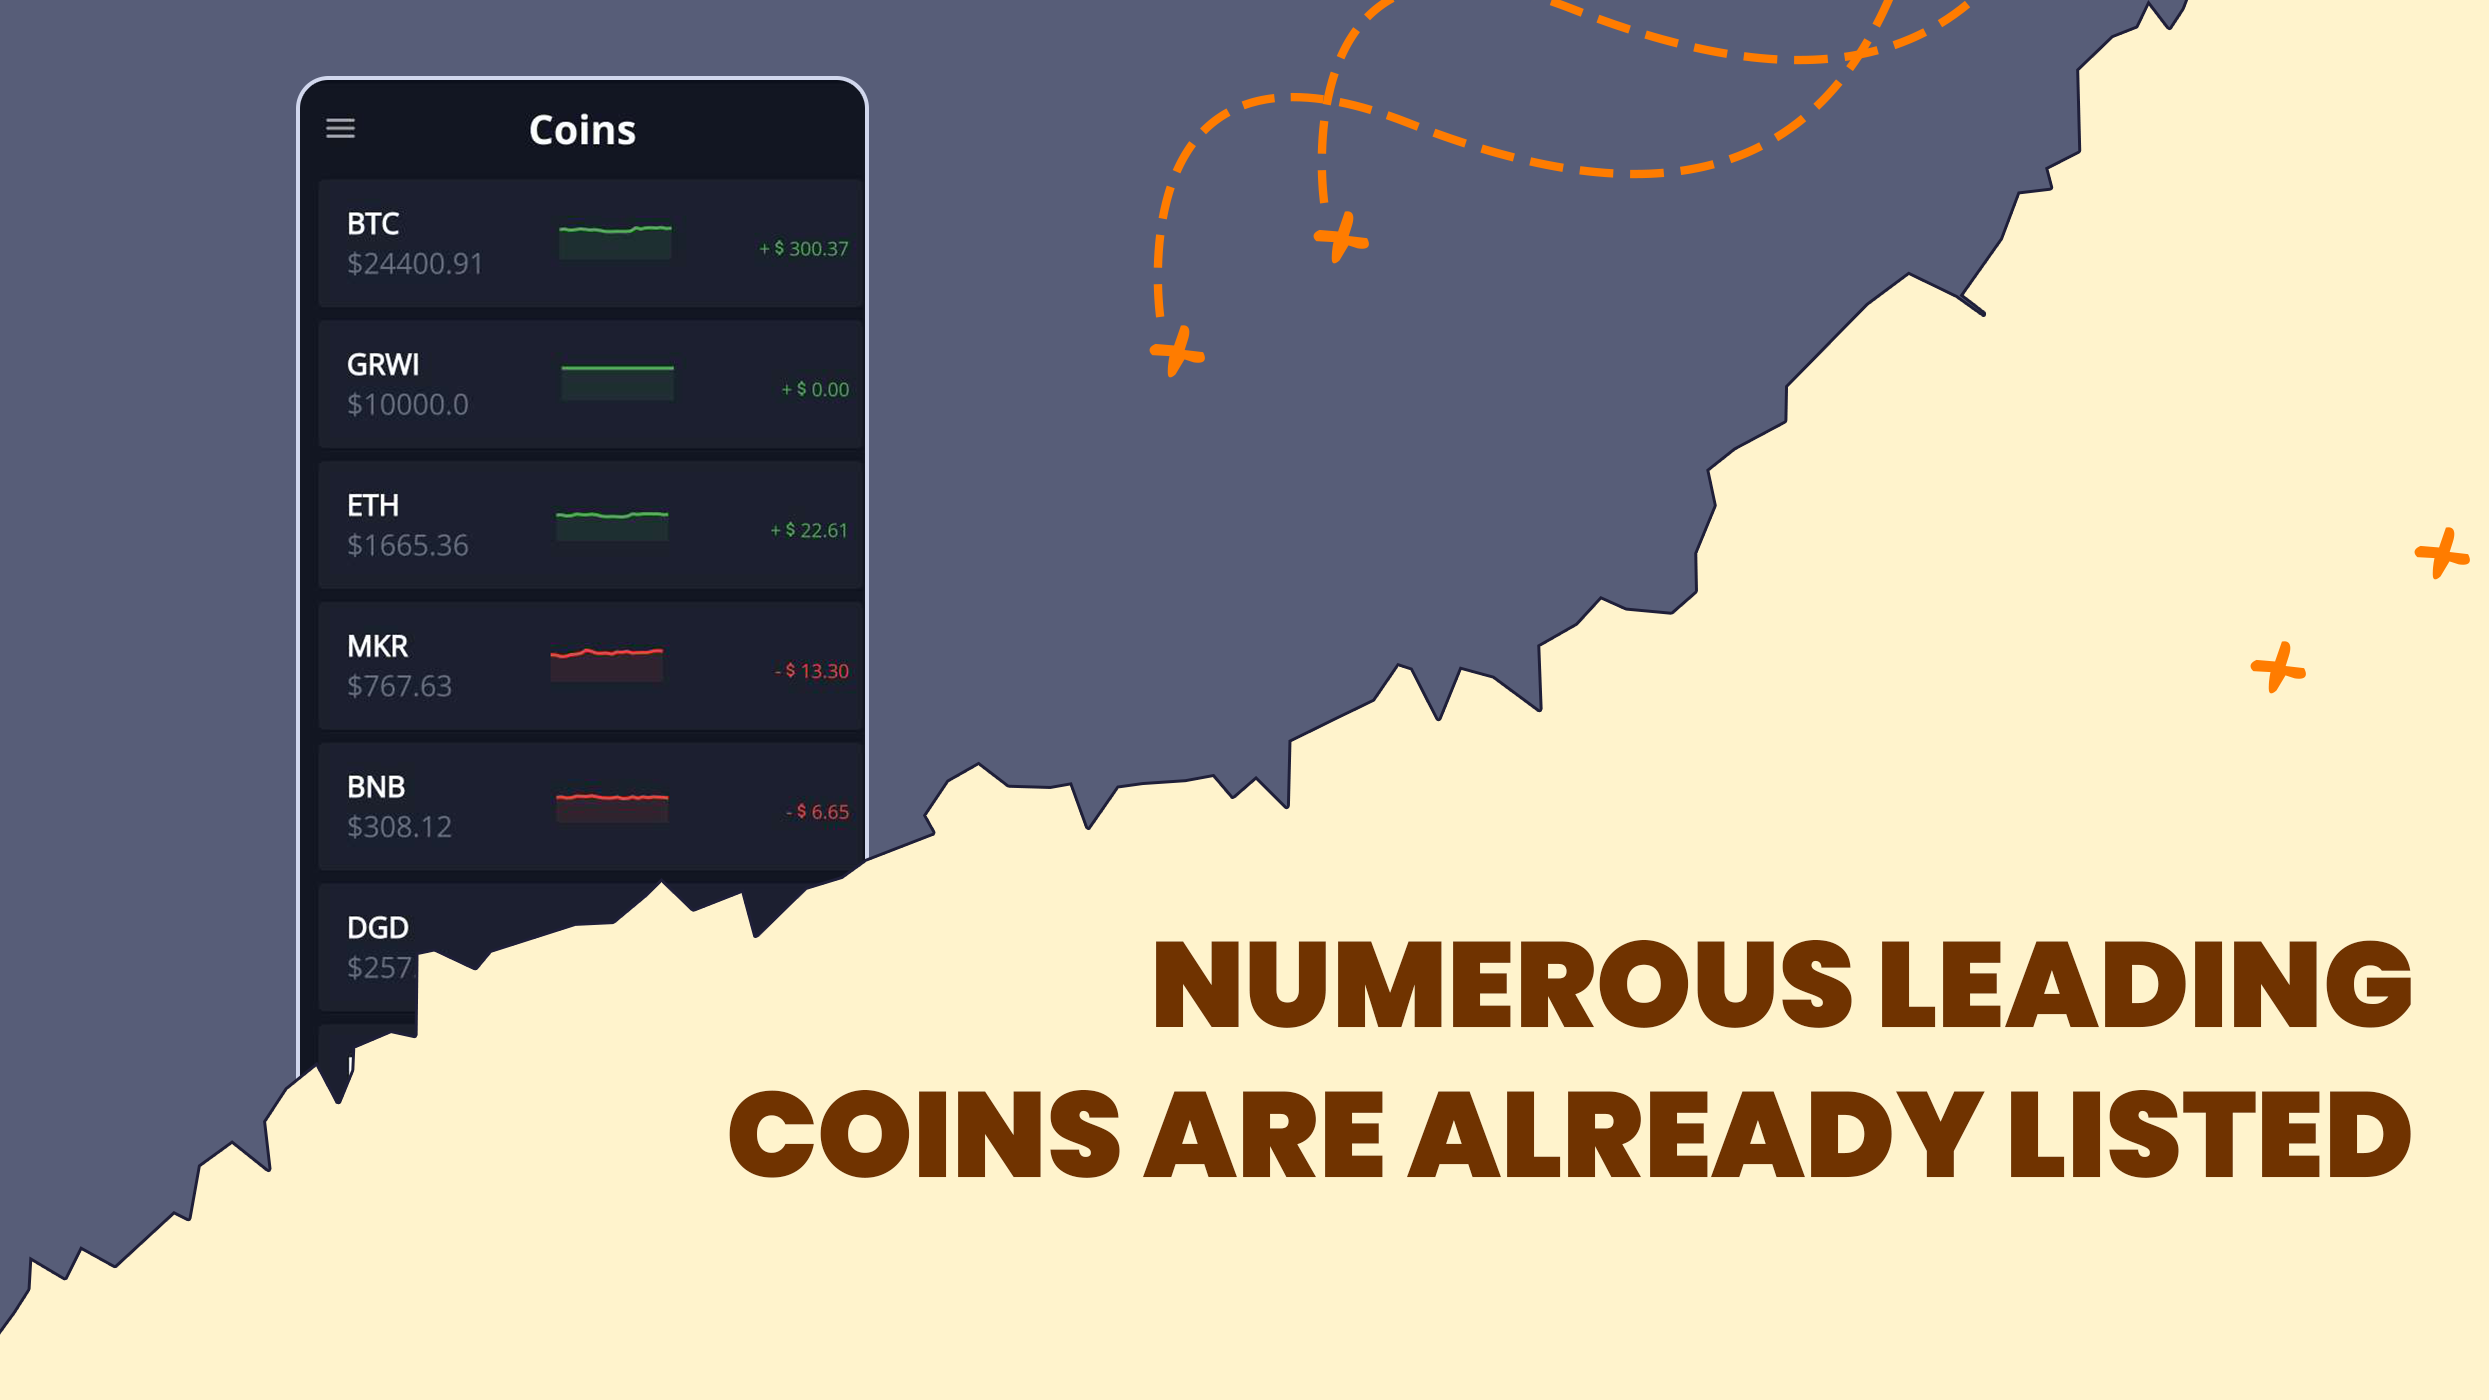 Coins
BTC
$24400.91
+ $ 300.37
GRWI
$10000.0
+ $ 0.00
ETH
$1665.36
+ $ 22.61
MKR
$767.63
- $ 13.30
BNB
$308.12
- $ 6.65
DGD
$257
NUMEROUS LEADING
COINS ARE ALREADY LISTED